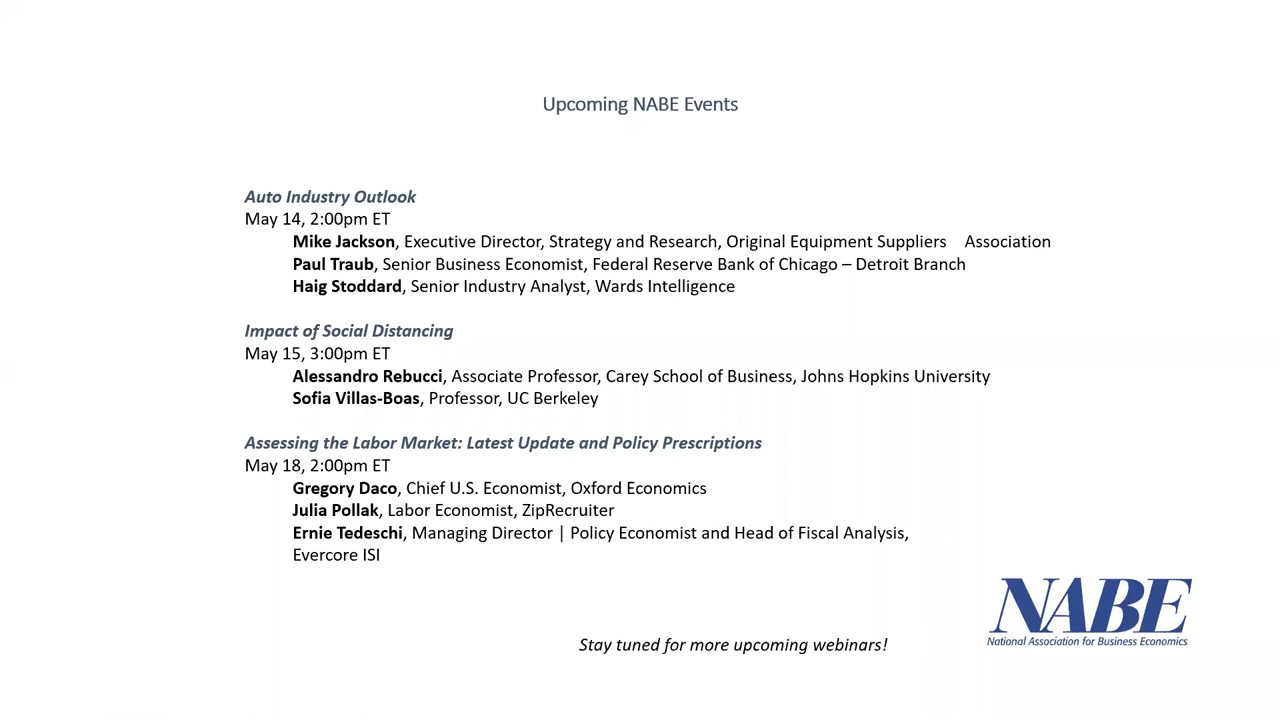 Upcoming NABE Events
Auto Industry Outlook
May 14, 2:00pm ET
Mike Jackson, Executive Director, Strategy and Research, Original Equipment Suppliers Association
Paul Traub, Senior Business Economist, Federal Reserve Bank of Chicago – Detroit Branch
Haig Stoddard, Senior Industry Analyst, Wards Intelligence
Impact of Social Distancing
May 15, 3:00pm ET
Alessandro Rebucci, Associate Professor, Carey School of Business, Johns Hopkins University
Sofia Villas-Boas, Professor, UC Berkeley
Assessing the Labor Market: Latest Update and Policy Prescriptions
May 18, 2:00pm ET
Gregory Daco, Chief U.S. Economist, Oxford Economics
Julia Pollak, Labor Economist, ZipRecruiter
Ernie Tedeschi, Managing Director | Policy Economist and Head of Fiscal Analysis,
Evercore ISI
Stay tuned for more upcoming webinars!
NABE
National Association for Business Economics